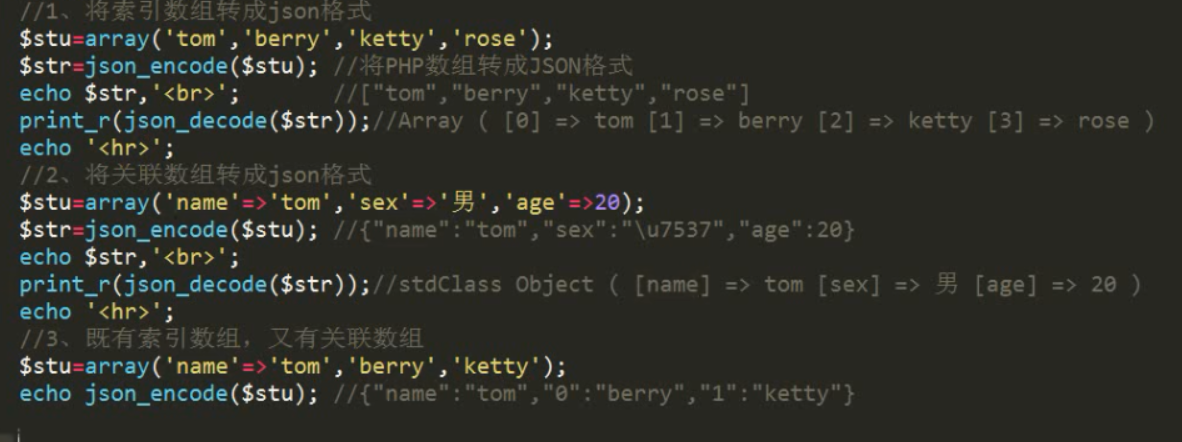 //1、将索引数组转成json格式
$stu=array('tom','berry','ketty','rose');
$str=json_encode($stu); //将PHP数组转成JSON格式
echo $str,'<br>';       //["tom","berry","ketty","rose"]
print_r(json_decode($str));//Array ( [0] => tom [1] => berry [2] => ketty [3] => rose )
echo '<hr>';
//2、将关联数组转成json格式
$stu=array('name'=>'tom','sex'=>'男','age'=>20);
$str=json_encode($stu); //{"name":"tom","sex":"\u7537","age":20}
echo $str,'<br>';
print_r(json_decode($str));//stdClass Object ( [name] => tom [sex] => 男 [age] => 20 )
echo '<hr>';
//3、既有索引数组，又有关联数组
$stu=array('name'=>'tom','berry','ketty');
echo json_encode($stu); //{"name":"tom","0":"berry","1":"ketty"}